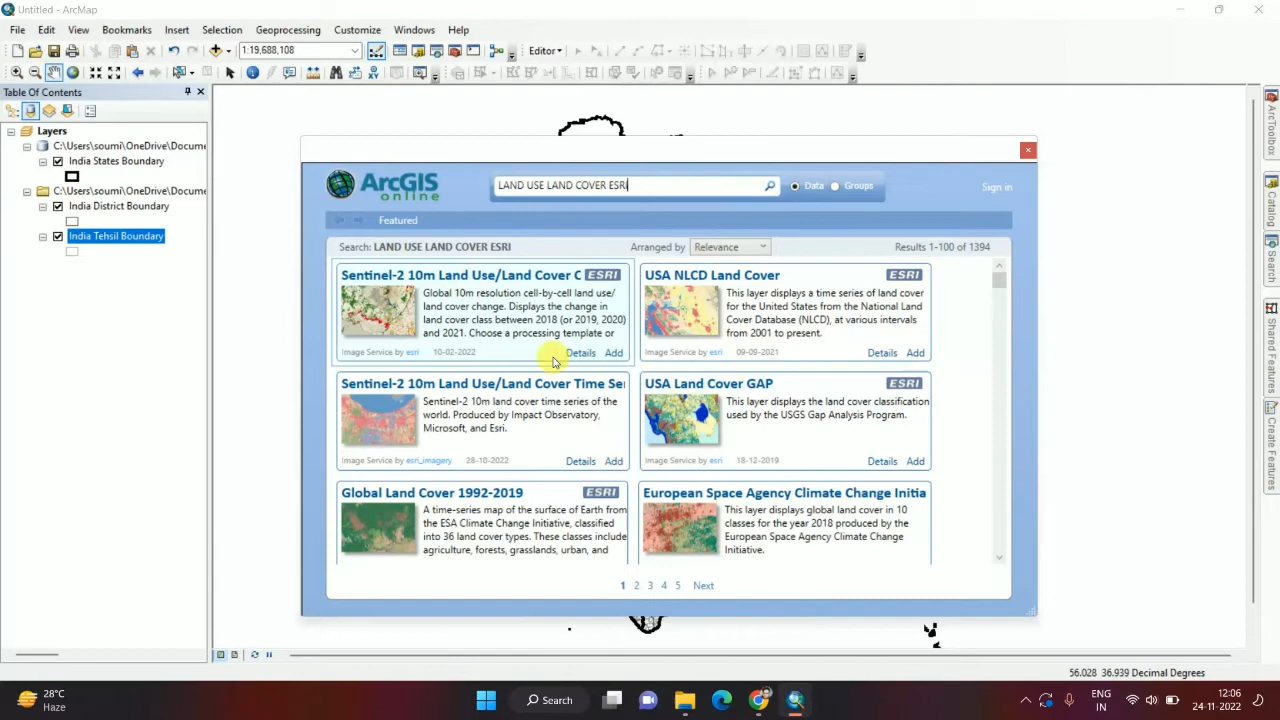 Untitled - ArcMap
File Edit View Bookmarks Insert Selection Geoprocessing Customize Windows Help
1:19,688,108
Editor
Table Of Contents
Layers
C:\Users\soumi\OneDrive\Docume
India States Boundary
C:\Users\soumi\OneDrive\Docume
India District Boundary
India Tehsil Boundary
ArcGIS
online
LAND USE LAND COVER ESRI
Data
Groups
Sign in
Featured
Search: LAND USE LAND COVER ESRI
Arranged by Relevance
Results 1-100 of 1394
Sentinel-2 10m Land Use/Land Cover C ESRI
Global 10m resolution cell-by-cell land use/
land cover change. Displays the change in
land cover class between 2018 (or 2019, 2020)
and 2021. Choose a processing template or
Image Service by esri 10-02-2022 Details Add
USA NLCD Land Cover ESRI
This layer displays a time series of land cover
for the United States from the National Land
Cover Database (NLCD), at various intervals
from 2001 to present.
Image Service by esri 09-09-2021 Details Add
Sentinel-2 10m Land Use/Land Cover Time Ser
Sentinel-2 10m land cover time series of the
world. Produced by Impact Observatory,
Microsoft, and Esri.
Image Service by esri_imagery 28-10-2022 Details Add
USA Land Cover GAP ESRI
This layer displays the land cover classification
used by the USGS Gap Analysis Program.
Image Service by esri 18-12-2019 Details Add
Global Land Cover 1992-2019 ESRI
A time-series map of the surface of Earth from
the ESA Climate Change Initiative, classified
into 36 land cover types. These classes include
agriculture, forests, grasslands, urban, and
European Space Agency Climate Change Initia
This layer displays global land cover in 10
classes for the year 2018 produced by the
European Space Agency Climate Change
Initiative.
1 2 3 4 5 Next
ArcToolbox
Catalog
Search
Shared Features
Create Features
56.028 36.939 Decimal Degrees
28°C
Haze
Search
ENG
IN
12:06
24-11-2022